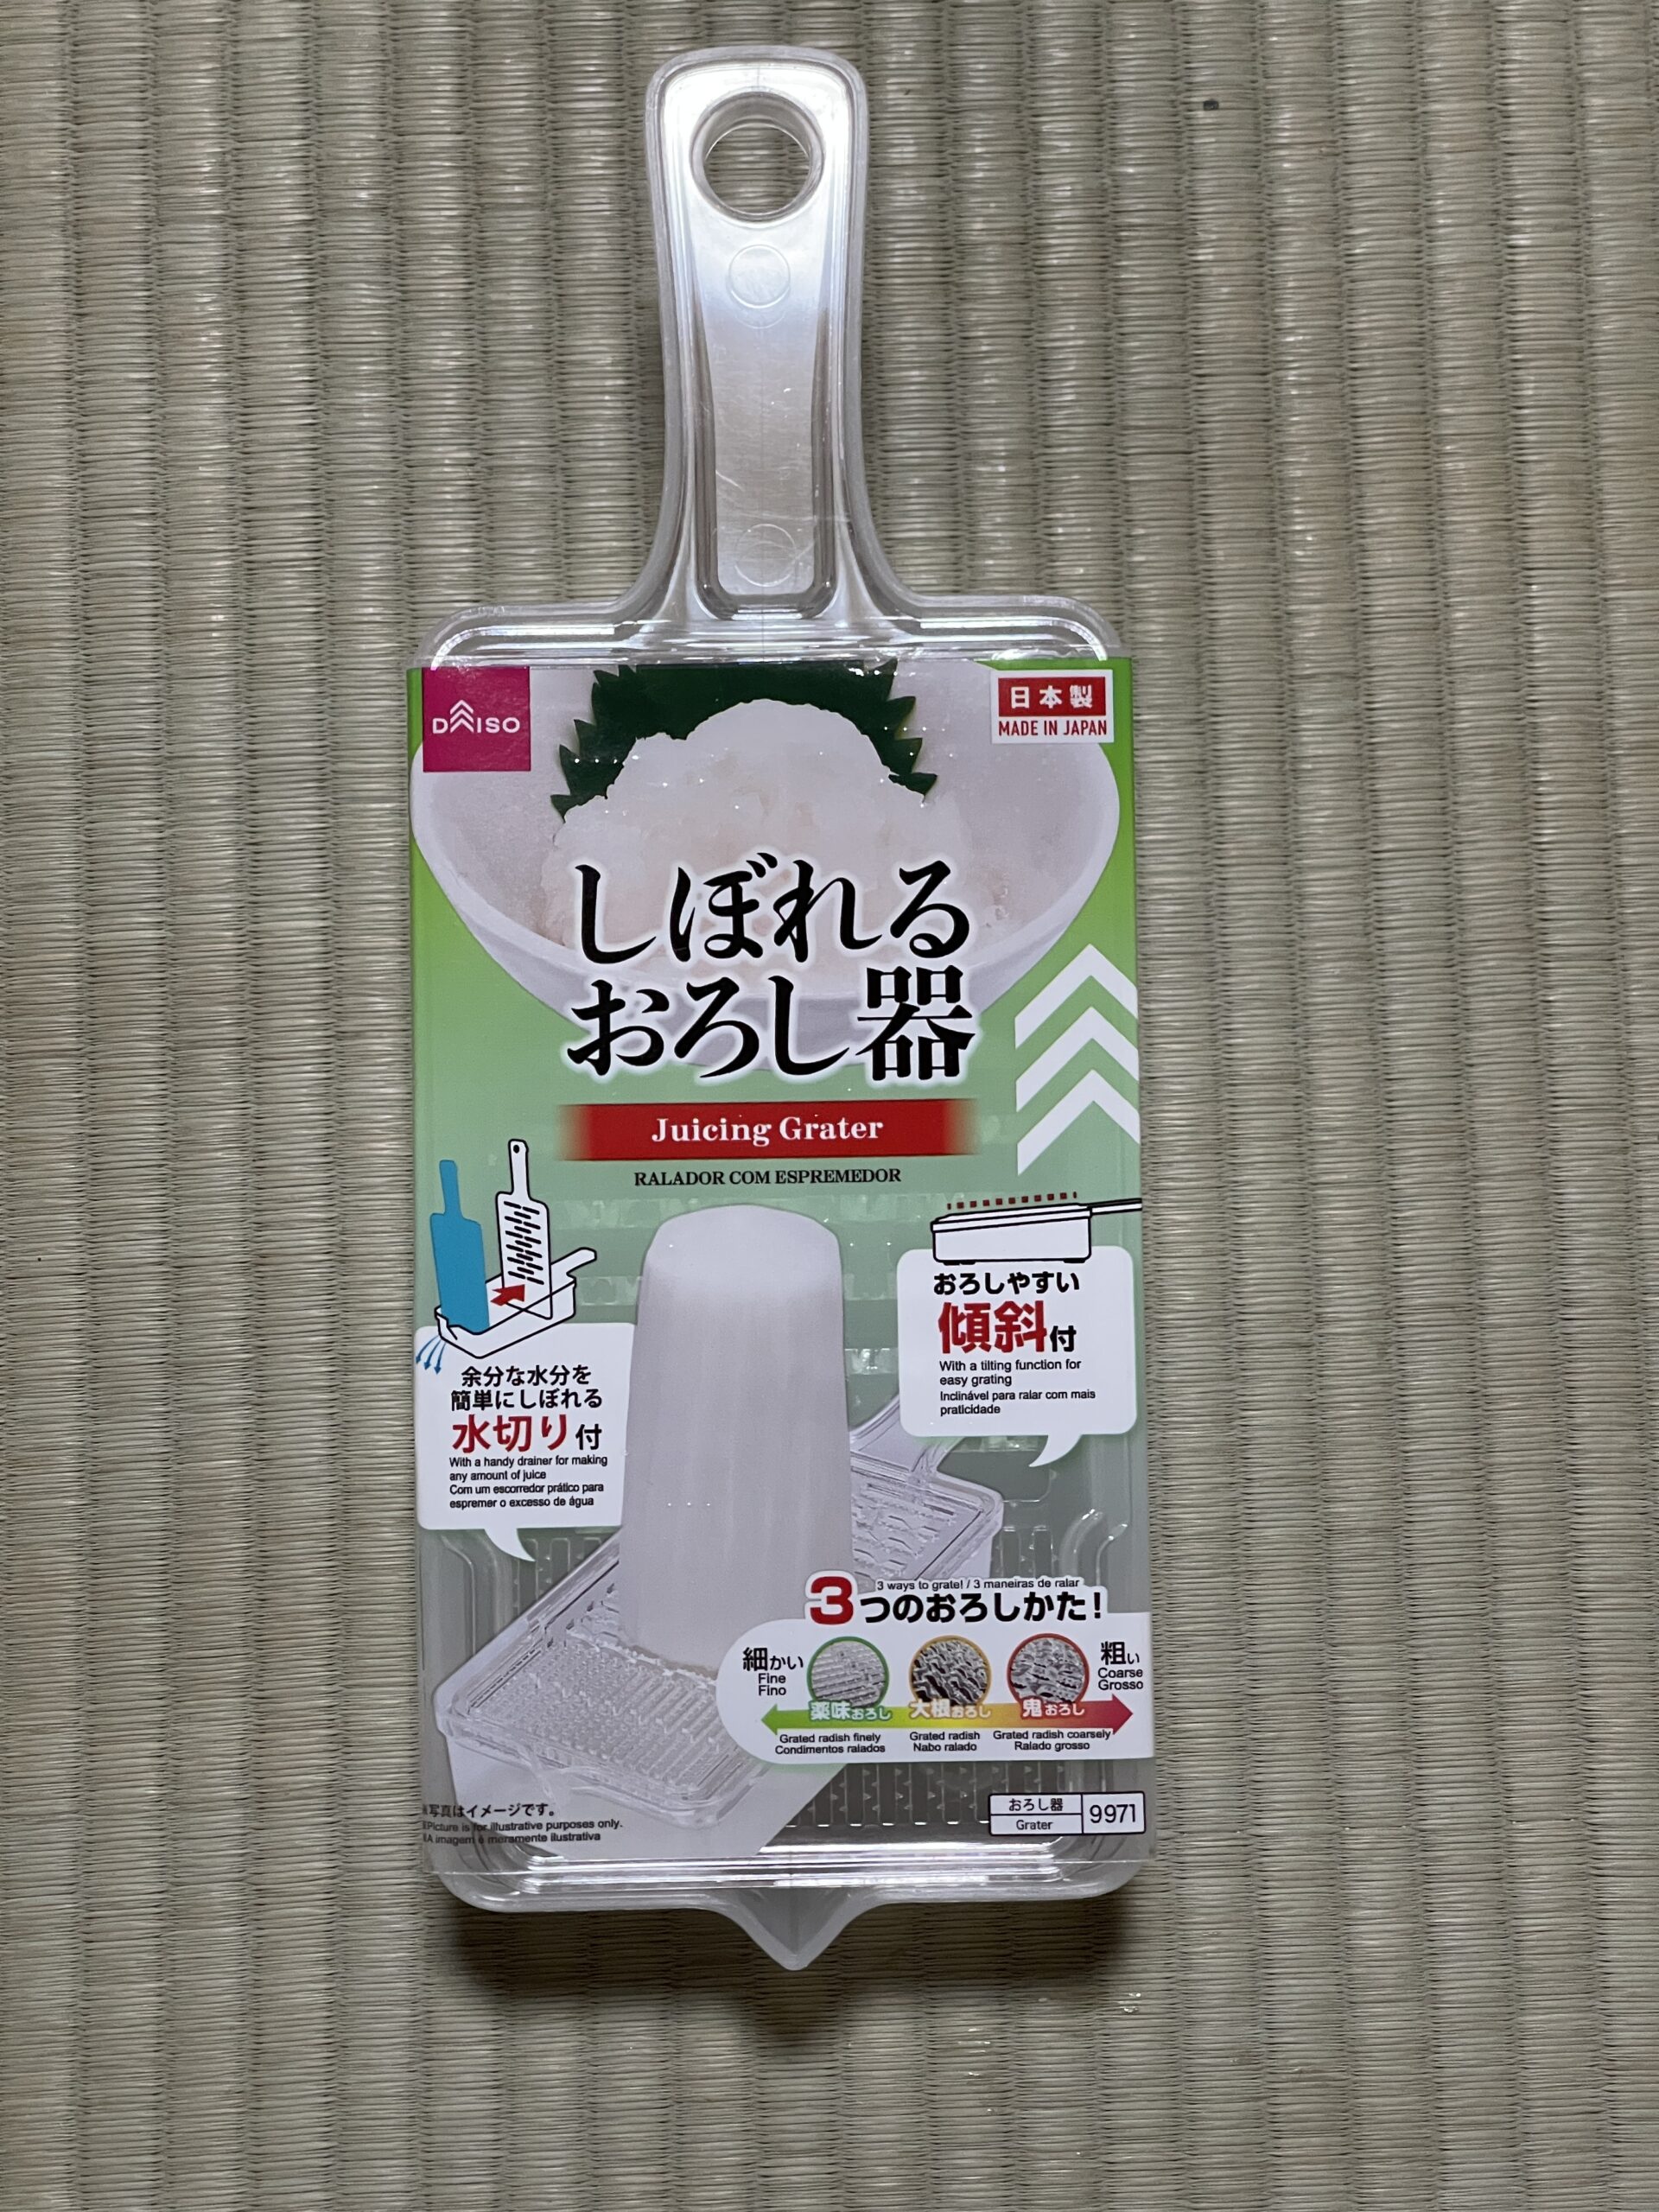 DAISO
日本製
MADE IN JAPAN
しぼれる
おろし器
Juicing Grater
RALADOR COM ESPREMEDOR
おろしやすい
傾斜付
With a tilting function for
easy grating
Inclinável para ralar com mais
praticidade
余分な水分を
簡単にしぼれる
水切り付
With a handy drainer for making
any amount of juice
Com um escorredor prático para
espremer o excesso de água
3 ways to grate! / 3 maneiras de ralar
3つのおろしかた!
細かい
Fine
Fino
粗い
Coarse
Grosso
薬味おろし
大根おろし
鬼おろし
Grated radish finely
Condimentos ralados
Grated radish
Nabo ralado
Grated radish coarsely
Ralado grosso
※写真はイメージです。
※Picture is for illustrative purposes only.
※A imagem é meramente ilustrativa
おろし器
Grater
9971